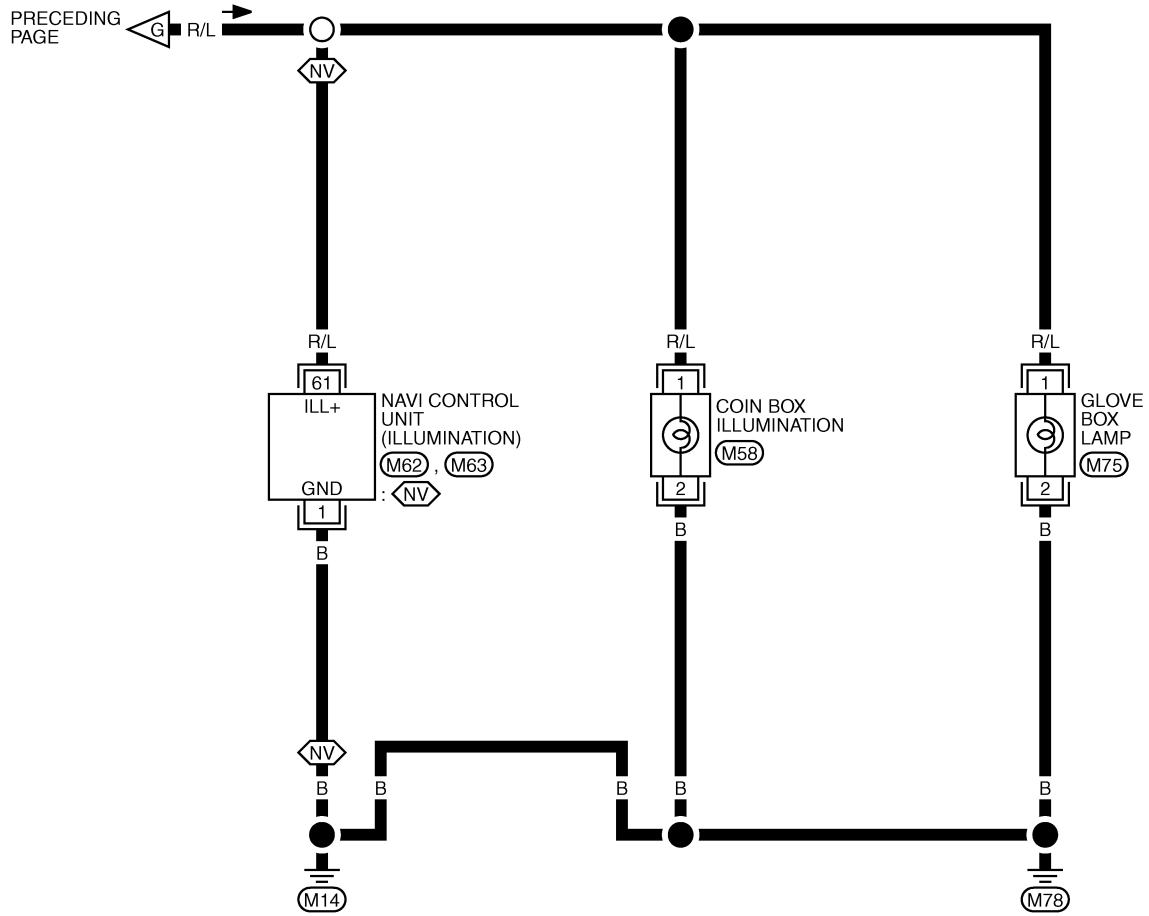 PRECEDING
PAGE
G
R/L
NV
R/L
R/L
R/L
61
ILL+
GND
1
NAVI CONTROL
UNIT
(ILLUMINATION)
M62 , M63
: NV
1
2
COIN BOX
ILLUMINATION
M58
1
2
GLOVE
BOX
LAMP
M75
B
B
B
NV
B
B
B
B
B
M14
M78